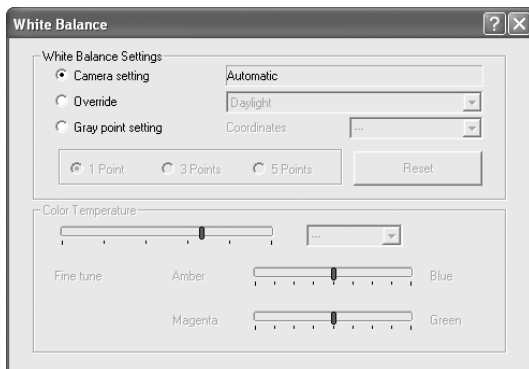 White Balance
White Balance Settings
Camera setting Automatic
Override Daylight
Gray point setting Coordinates ---
1 Point 3 Points 5 Points Reset
Color Temperature
---
Fine tune Amber Blue
Magenta Green